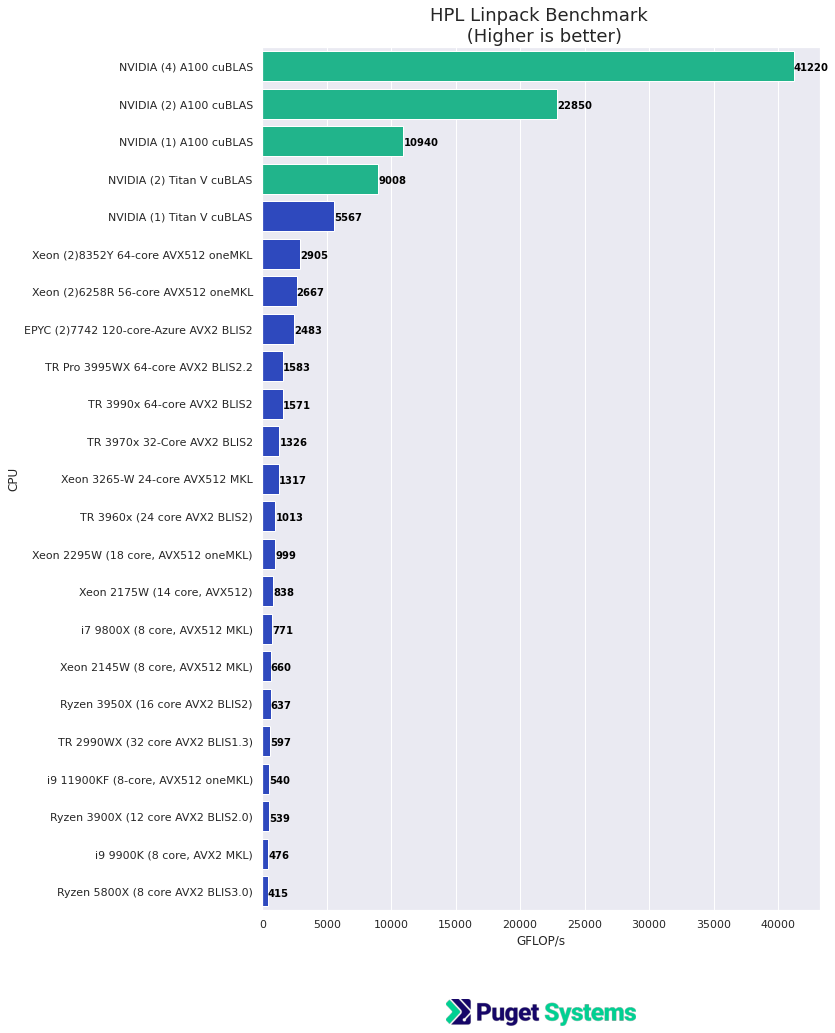 HPL Linpack Benchmark
(Higher is better)
NVIDIA (4) A100 cuBLAS 41220
NVIDIA (2) A100 cuBLAS 22850
NVIDIA (1) A100 cuBLAS 10940
NVIDIA (2) Titan V cuBLAS 9008
NVIDIA (1) Titan V cuBLAS 5567
Xeon (2)8352Y 64-core AVX512 oneMKL 2905
Xeon (2)6258R 56-core AVX512 oneMKL 2667
EPYC (2)7742 120-core-Azure AVX2 BLIS2 2483
TR Pro 3995WX 64-core AVX2 BLIS2.2 1583
TR 3990x 64-core AVX2 BLIS2 1571
TR 3970x 32-Core AVX2 BLIS2 1326
Xeon 3265-W 24-core AVX512 MKL 1317
TR 3960x (24 core AVX2 BLIS2) 1013
Xeon 2295W (18 core, AVX512 oneMKL) 999
Xeon 2175W (14 core, AVX512) 838
i7 9800X (8 core, AVX512 MKL) 771
Xeon 2145W (8 core, AVX512 MKL) 660
Ryzen 3950X (16 core AVX2 BLIS2) 637
TR 2990WX (32 core AVX2 BLIS1.3) 597
i9 11900KF (8-core, AVX512 oneMKL) 540
Ryzen 3900X (12 core AVX2 BLIS2.0) 539
i9 9900K (8 core, AVX2 MKL) 476
Ryzen 5800X (8 core AVX2 BLIS3.0) 415
CPU
0 5000 10000 15000 20000 25000 30000 35000 40000
GFLOP/s
Puget Systems